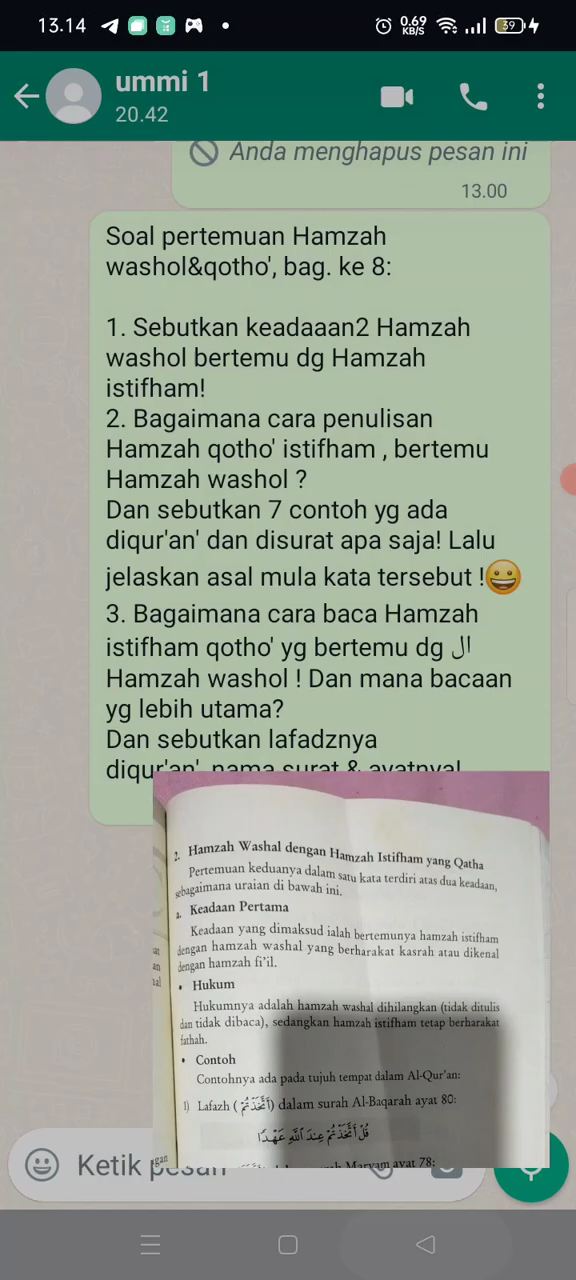 13.14
0.69
KB/S
39
ummi 1
20.42
Anda menghapus pesan ini
13.00
Soal pertemuan Hamzah
washol&qotho', bag. ke 8:
1. Sebutkan keadaaan2 Hamzah
washol bertemu dg Hamzah
istifham!
2. Bagaimana cara penulisan
Hamzah qotho' istifham , bertemu
Hamzah washol ?
Dan sebutkan 7 contoh yg ada
diqur'an' dan disurat apa saja! Lalu
jelaskan asal mula kata tersebut !😀
3. Bagaimana cara baca Hamzah
istifham qotho' yg bertemu dg ال
Hamzah washol ! Dan mana bacaan
yg lebih utama?
Dan sebutkan lafadznya
diqur'an', nama surat & ayatnya!
2. Hamzah Washal dengan Hamzah Istifham yang Qatha
Pertemuan keduanya dalam satu kata terdiri atas dua keadaan,
sebagaimana uraian di bawah ini.
a. Keadaan Pertama
Keadaan yang dimaksud ialah bertemunya hamzah istifham
dengan hamzah washal yang berharakat kasrah atau dikenal
dengan hamzah fi'il.
• Hukum
Hukumnya adalah hamzah washal dihilangkan (tidak ditulis
dan tidak dibaca), sedangkan hamzah istifham tetap berharakat
fathah.
• Contoh
Contohnya ada pada tujuh tempat dalam Al-Qur'an:
1) Lafazh (أَتَّخَذْتُمْ) dalam surah Al-Baqarah ayat 80:
قُلْ أَتَّخَذْتُمْ عِندَ اللَّهِ عَهْدًا
surah Maryam ayat 78:
Ketik pesan